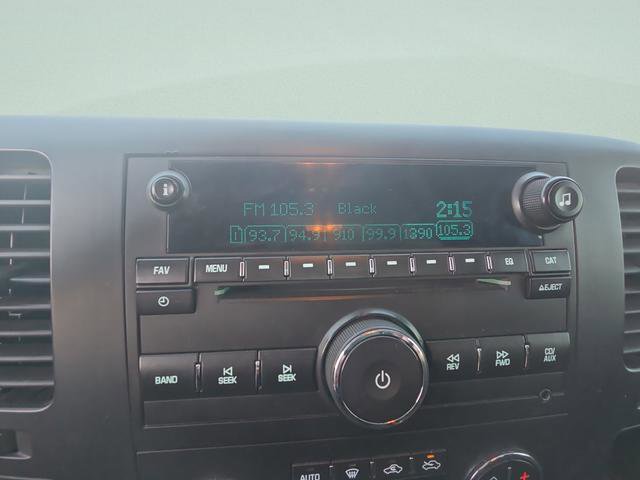 FM 105.3 Black 2:15
1 93.7 94.9 910 99.9 1390 105.3
i
FAV MENU EQ CAT
EJECT
BAND SEEK SEEK REV FWD CD/AUX
AUTO